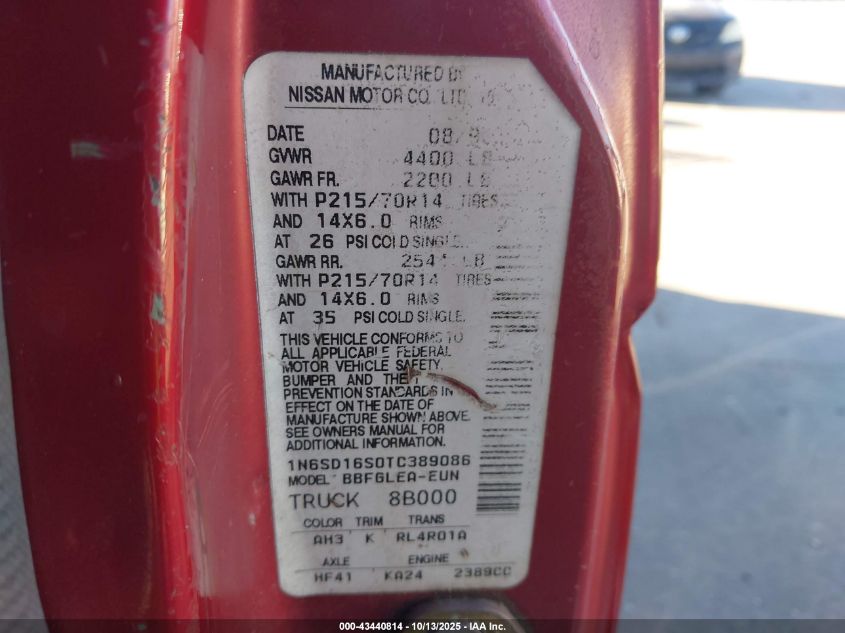 MANUFACTURED BY
NISSAN MOTOR CO. LTD.
DATE 08/
GVWR 4400 LB
GAWR FR. 2200 LB
WITH P215/70R14 TIRES
AND 14X6.0 RIMS
AT 26 PSI COLD SINGLE.
GAWR RR. LB
WITH P215/70R14 TIRES
AND 14X6.0 RIMS
AT 35 PSI COLD SINGLE.
THIS VEHICLE CONFORMS TO
ALL APPLICABLE FEDERAL
MOTOR VEHICLE SAFETY,
BUMPER AND THEFT
PREVENTION STANDARDS IN
EFFECT ON THE DATE OF
MANUFACTURE SHOWN ABOVE.
SEE OWNERS MANUAL FOR
ADDITIONAL INFORMATION.
1N6SD16S0TC389086
MODEL BBFGLEA-EUN
TRUCK 8B000
COLOR TRIM TRANS
AH3 K RL4R01A
AXLE ENGINE
HF41 KA24 2389CC
000-43440814 - 10/13/2025 - IAA Inc.